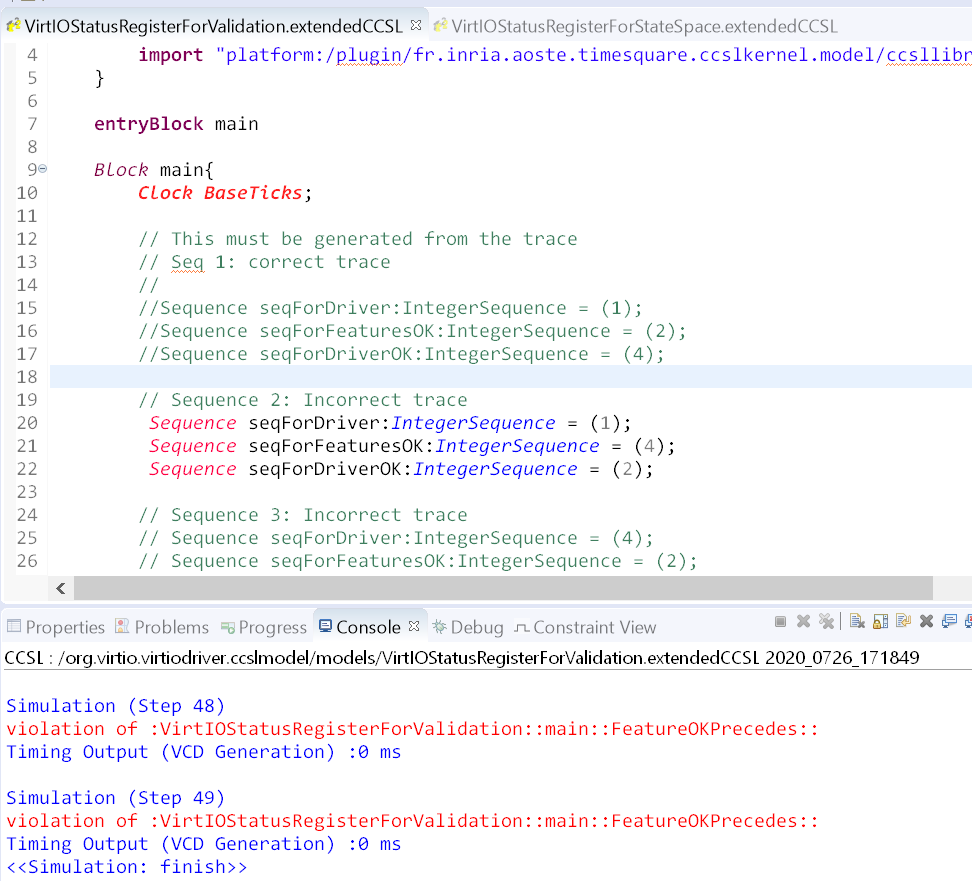 VirtIOStatusRegisterForValidation.extendedCCSL VirtIOStatusRegisterForStateSpace.extendedCCSL
4 import "platform:/plugin/fr.inria.aoste.timesquare.ccslkernel.model/ccsllibr
5 }
6
7 entryBlock main
8
9 Block main{
10 Clock BaseTicks;
11
12 // This must be generated from the trace
13 // Seq 1: correct trace
14 //
15 //Sequence seqForDriver:IntegerSequence = (1);
16 //Sequence seqForFeaturesOK:IntegerSequence = (2);
17 //Sequence seqForDriverOK:IntegerSequence = (4);
18
19 // Sequence 2: Incorrect trace
20 Sequence seqForDriver:IntegerSequence = (1);
21 Sequence seqForFeaturesOK:IntegerSequence = (4);
22 Sequence seqForDriverOK:IntegerSequence = (2);
23
24 // Sequence 3: Incorrect trace
25 // Sequence seqForDriver:IntegerSequence = (4);
26 // Sequence seqForFeaturesOK:IntegerSequence = (2);
Properties Problems Progress Console Debug Constraint View
CCSL : /org.virtio.virtiodriver.ccslmodel/models/VirtIOStatusRegisterForValidation.extendedCCSL 2020_0726_171849
Simulation (Step 48)
violation of :VirtIOStatusRegisterForValidation::main::FeatureOKPrecedes::
Timing Output (VCD Generation) :0 ms
Simulation (Step 49)
violation of :VirtIOStatusRegisterForValidation::main::FeatureOKPrecedes::
Timing Output (VCD Generation) :0 ms
<<Simulation: finish>>